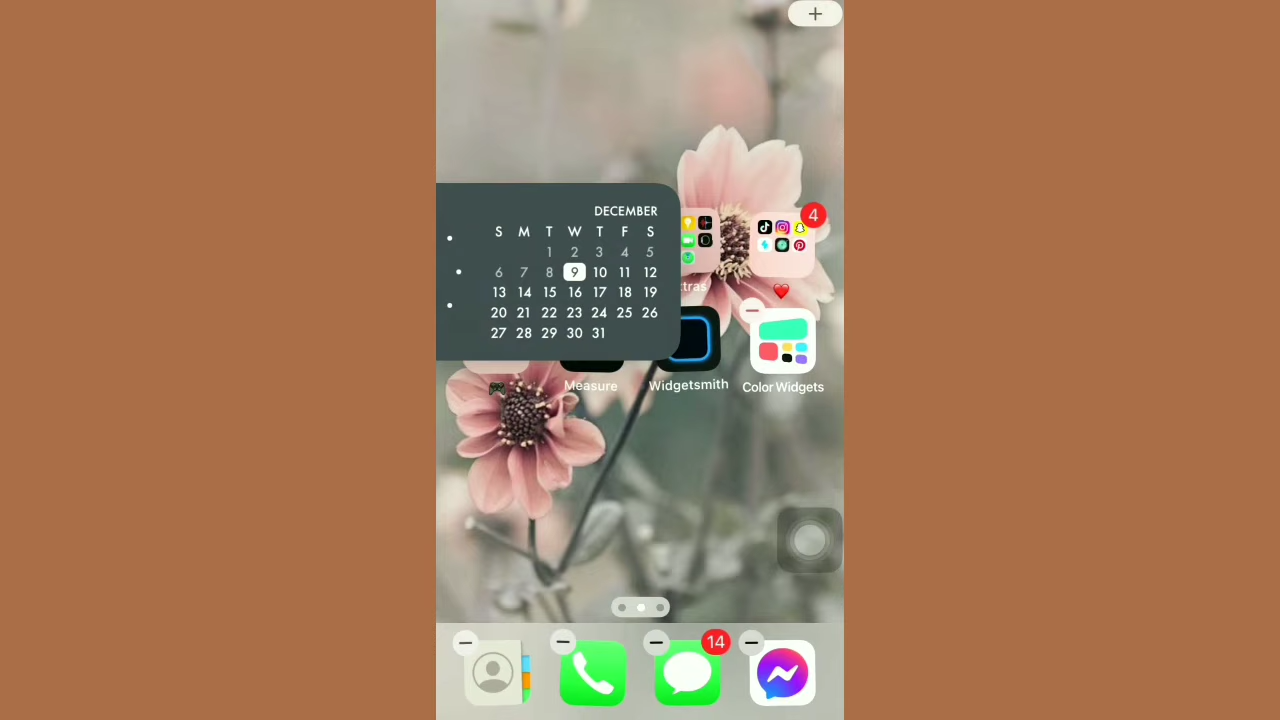 +
DECEMBER
S M T W T F S
1 2 3 4 5
6 7 8 9 10 11 12
13 14 15 16 17 18 19
20 21 22 23 24 25 26
27 28 29 30 31
4
tras
Measure
Widgetsmith
Color Widgets
14